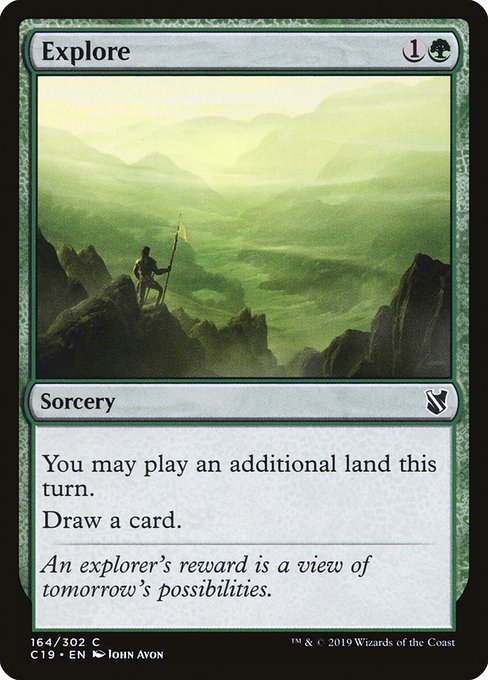 Explore 1
Sorcery
You may play an additional land this
turn.
Draw a card.
An explorer's reward is a view of
tomorrow's possibilities.
164/302 C
C19 • EN John Avon
™ & © 2019 Wizards of the Coast